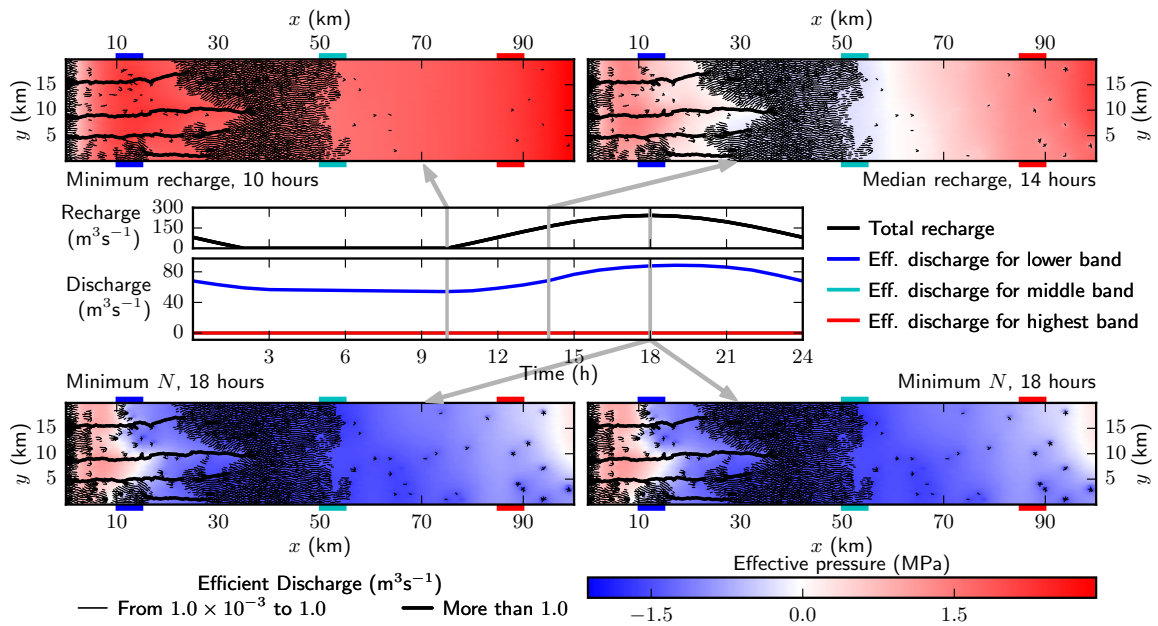 x (km) x (km)
10 30 50 70 90 10 30 50 70 90
y (km) 15 10 5 15 10 5 y (km)
Minimum recharge, 10 hours Median recharge, 14 hours
Recharge (m³s⁻¹) 300 150 0
Discharge (m³s⁻¹) 80 40 0
3 6 9 12 15 18 21 24
Time (h)
Total recharge
Eff. discharge for lower band
Eff. discharge for middle band
Eff. discharge for highest band
Minimum N, 18 hours Minimum N, 18 hours
y (km) 15 10 5 15 10 5 y (km)
10 30 50 70 90 10 30 50 70 90
x (km) x (km)
Efficient Discharge (m³s⁻¹)
From 1.0 × 10⁻³ to 1.0 More than 1.0
Effective pressure (MPa)
−1.5 0.0 1.5